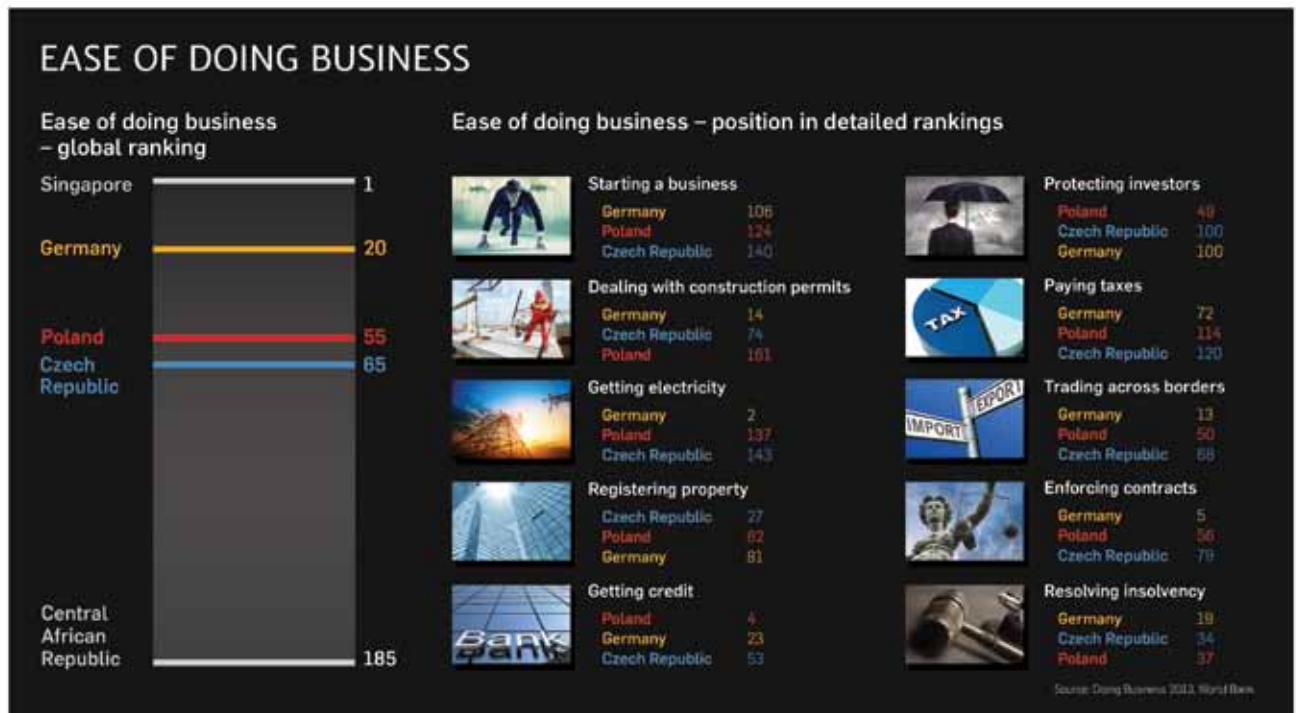 EASE OF DOING BUSINESS
Ease of doing business
– global ranking
Singapore 1
Germany 20
Poland 55
Czech 65
Republic
Central
African
Republic 185
Ease of doing business – position in detailed rankings
Starting a business
Germany 106
Poland 124
Czech Republic 140
Dealing with construction permits
Germany 14
Czech Republic 74
Poland 161
Getting electricity
Germany 2
Poland 137
Czech Republic 143
Registering property
Czech Republic 27
Poland 62
Germany 81
Bank
Getting credit
Poland 4
Germany 23
Czech Republic 53
Protecting investors
Poland 49
Czech Republic 100
Germany 100
TAX
Paying taxes
Germany 72
Poland 114
Czech Republic 120
IMPORT
EXPORT
Trading across borders
Germany 13
Poland 50
Czech Republic 68
Enforcing contracts
Germany 5
Poland 56
Czech Republic 79
Resolving insolvency
Germany 19
Czech Republic 34
Poland 37
Source: Doing Business 2013, World Bank